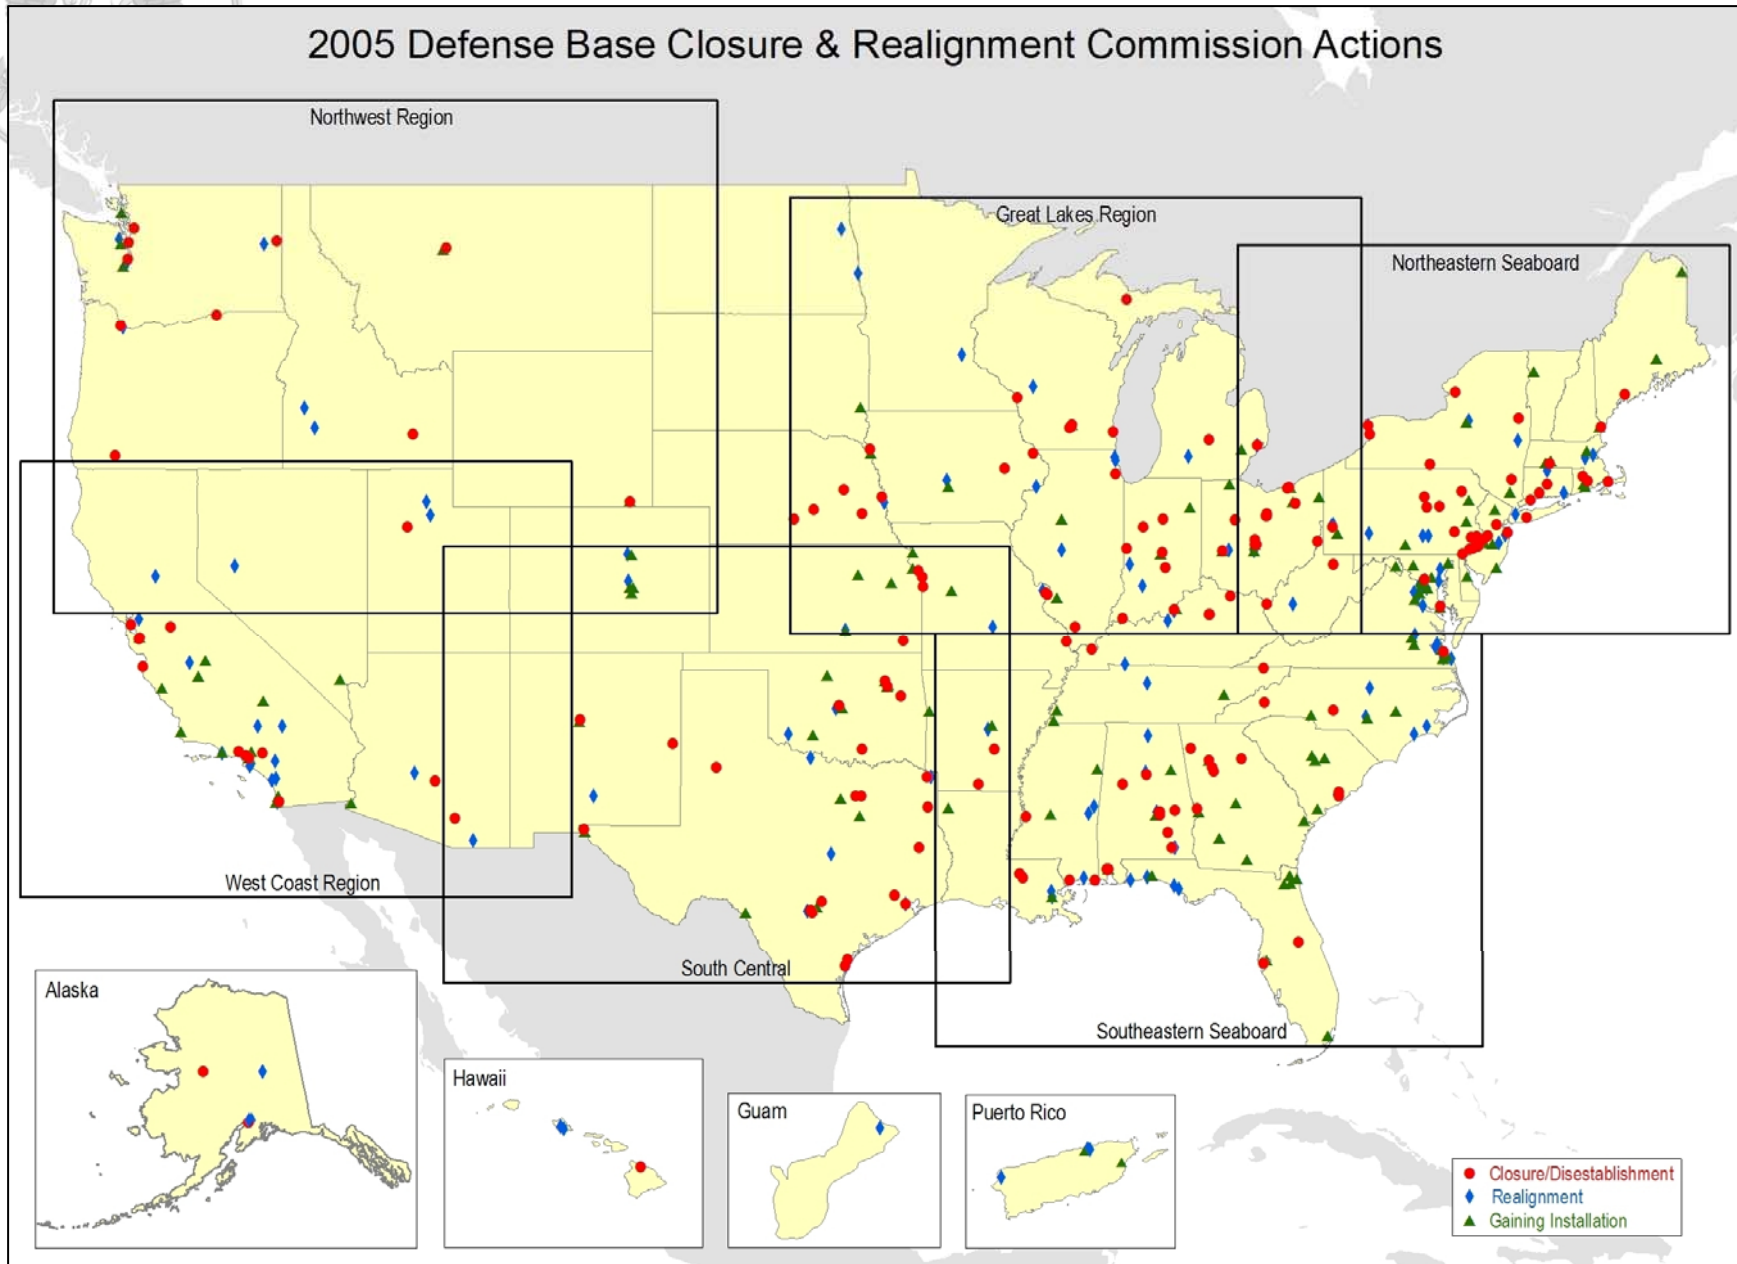 2005 Defense Base Closure & Realignment Commission Actions
Northwest Region
Great Lakes Region
Northeastern Seaboard
West Coast Region
South Central
Southeastern Seaboard
Alaska
Hawaii
Guam
Puerto Rico
Closure/Disestablishment
Realignment
Gaining Installation